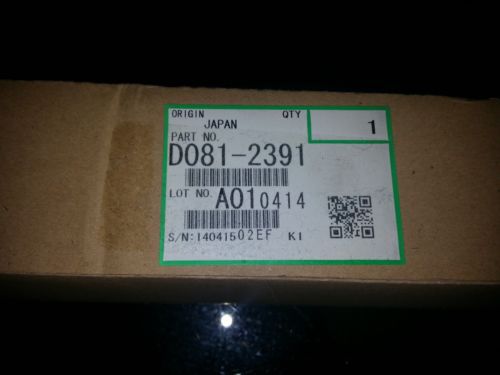 ORIGIN QTY
JAPAN 1
PART NO.
D081-2391
LOT NO. A010414
S/N:14041502EF K1